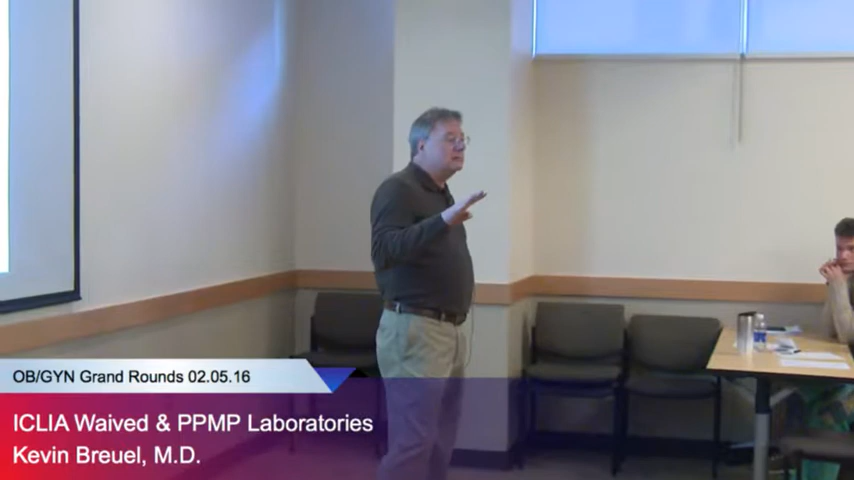 OB/GYN Grand Rounds 02.05.16
ICLIA Waived & PPMP Laboratories
Kevin Breuel, M.D.